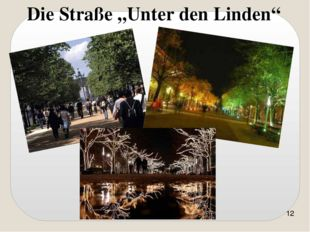 Die Straße „Unter den Linden“
12